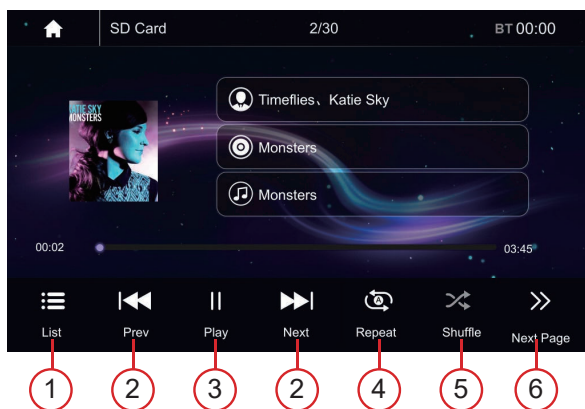 SD Card 2/30 BT 00:00
Timeflies、Katie Sky
KATIE SKY
MONSTERS
Monsters
Monsters
00:02 03:45
List Prev Play Next Repeat Shuffle Next Page
1 2 3 2 4 5 6